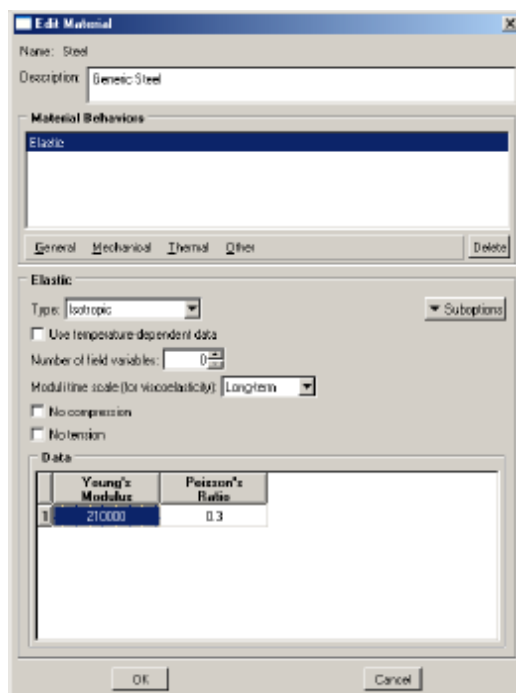 Edit Material
Name: Steel
Description: Generic Steel
Material Behaviors
Elastic
General Mechanical Thermal Other Delete
Elastic
Type: Isotropic Suboptions
Use temperature-dependent data
Number of field variables: 0
Moduli time scale (for viscoelasticity): Long-term
No compression
No tension
Data
Young's Modulus Poisson's Ratio
1 210000 0.3
OK Cancel